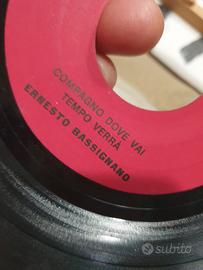 COMPAGNO DOVE VAI
TEMPO VERRÀ
ERNESTO BASSIGNANO
subito